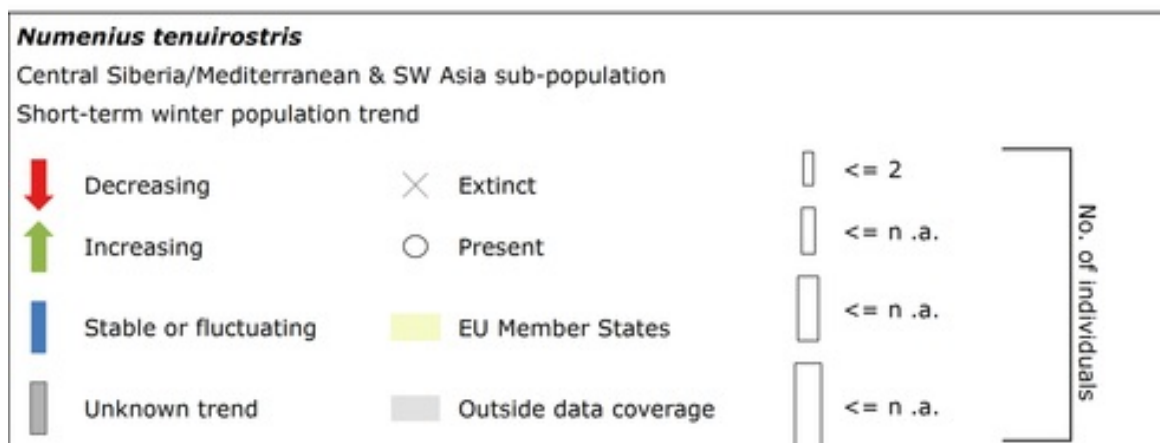 Numenius tenuirostris
Central Siberia/Mediterranean & SW Asia sub-population
Short-term winter population trend
Decreasing
Extinct
<= 2
Increasing
Present
<= n .a.
Stable or fluctuating
EU Member States
<= n .a.
Unknown trend
Outside data coverage
<= n .a.
No. of individuals